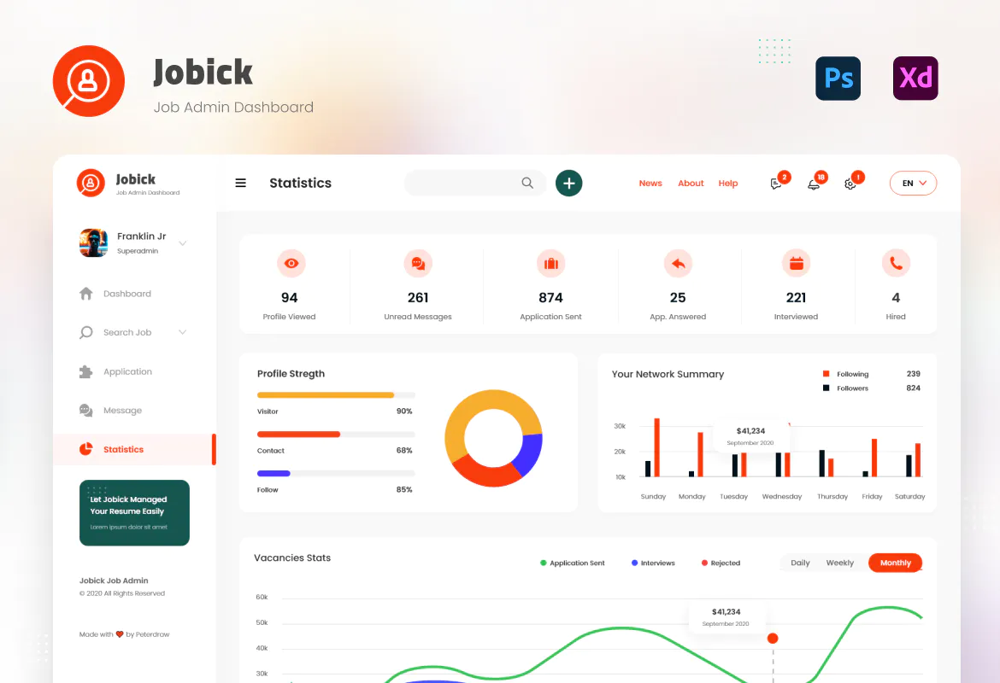 Jobick
Job Admin Dashboard
Ps
Xd
Jobick
Job Admin Dashboard
Statistics
News
About
Help
2
18
!
EN
Franklin Jr
Superadmin
Dashboard
Search Job
Application
Message
Statistics
Let Jobick Managed
Your Resume Easily
Lorem ipsum dolor sit amet
Jobick Job Admin
© 2020 All Rights Reserved
Made with ❤ by Peterdraw
94
Profile Viewed
261
Unread Messages
874
Application Sent
25
App. Answered
221
Interviewed
4
Hired
Profile Stregth
Visitor
90%
Contact
68%
Follow
85%
Your Network Summary
Following
239
Followers
824
30k
20k
10k
$41,234
September 2020
Sunday
Monday
Tuesday
Wednesday
Thursday
Friday
Saturday
Vacancies Stats
Application Sent
Interviews
Rejected
Daily
Weekly
Monthly
60k
50k
40k
30k
$41,234
September 2020